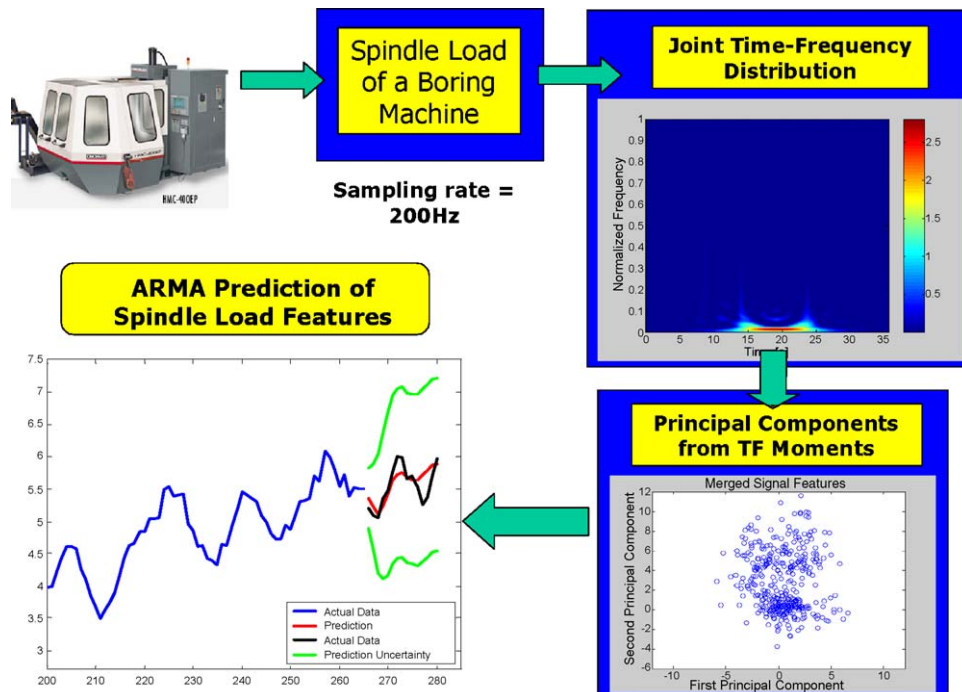 Spindle Load
of a Boring
Machine
Sampling rate =
200Hz
HMC-400EP
Joint Time-Frequency
Distribution
Normalized Frequency
1
0.9
0.8
0.7
0.6
0.5
0.4
0.3
0.2
0.1
0
0 5 10 15 20 25 30 35
2.5
2
1.5
1
0.5
ARMA Prediction of
Spindle Load Features
7.5
7
6.5
6
5.5
5
4.5
4
3.5
3
200 210 220 230 240 250 260 270 280
Actual Data
Prediction
Actual Data
Prediction Uncertainty
Principal Components
from TF Moments
Merged Signal Features
Second Principal Component
12
10
8
6
4
2
0
-2
-4
-6
-10 -5 0 5 10
First Principal Component